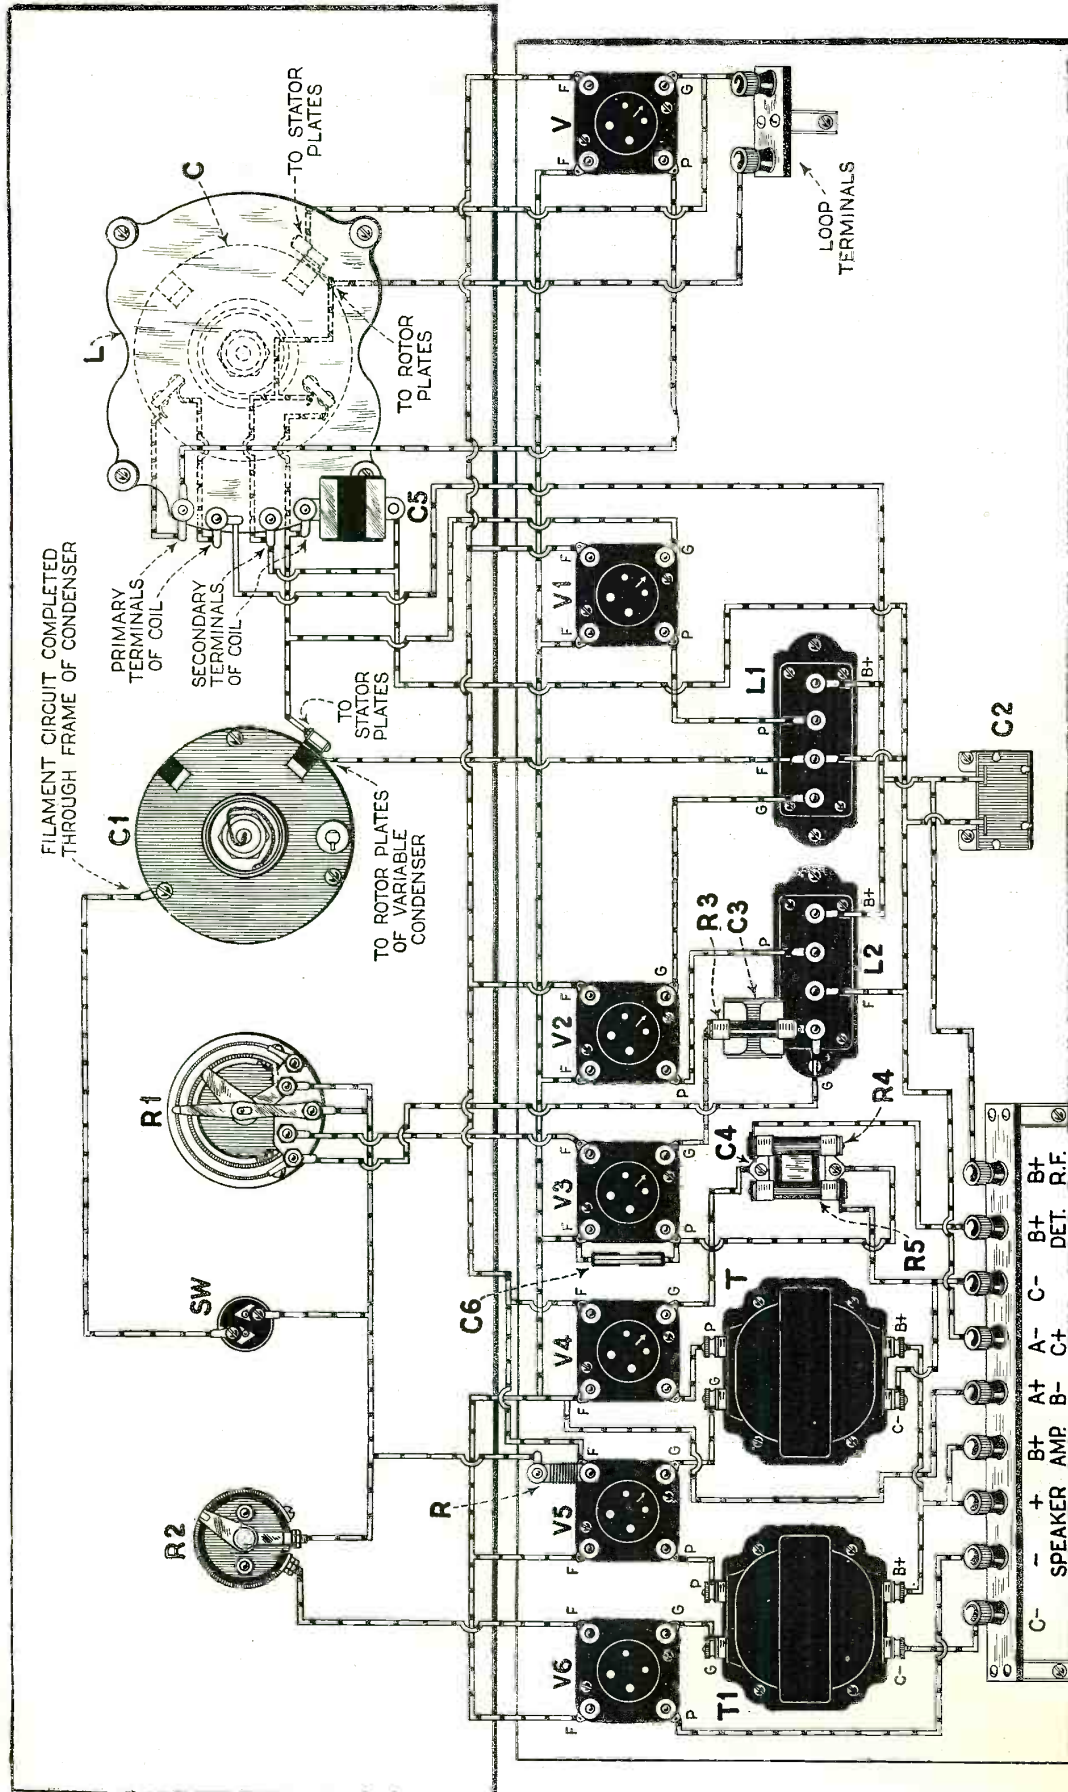 FILAMENT CIRCUIT COMPLETED
THROUGH FRAME OF CONDENSER
L
C
TO STATOR
PLATES
C1
PRIMARY
TERMINALS
OF COIL
SECONDARY
TERMINALS
OF COIL
R2
SW
R1
TO ROTOR PLATES
OF VARIABLE
CONDENSER
TO
STATOR
PLATES
C5
TO ROTOR
PLATES
R
C6
F
V6
F
G
P
F
V5
F
G
P
F
V4
F
G
F
V3
F
G
P
F
V2
F
G
P
F
V1
F
G
P
F
V
F
G
P
T1
G
P
C-
B+
T
G
P
C-
B+
C4
R5
R4
R3
C3
L2
G
P
F
B+
L1
G
F
P
B+
C2
LOOP
TERMINALS
C-
-
+
SPEAKER
B+
AMP.
A+
B-
A-
C+
C-
B+
DET.
B+
R.F.